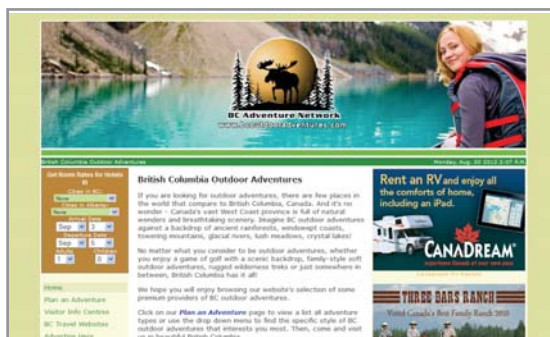 BC Adventure Network
www.bcoutdooradventures.com
British Columbia Outdoor Adventures
Monday, Aug. 20 2012 2:07 P.M.
Get Room Rates for Hotels
Cities in BC:
None
Cities in Alberta:
None
Arrival Date
Sep 3
Departure Date
Sep 5
Adults Children
1 0
Home
Plan an Adventure
Visitor Info Centres
BC Travel Websites
Advertise Here
British Columbia Outdoor Adventures
If you are looking for outdoor adventures, there are few places in
the world that compare to British Columbia, Canada. And it's no
wonder - Canada's vast West Coast province is full of natural
wonders and breathtaking scenery. Imagine BC outdoor adventures
against a backdrop of ancient rainforests, windswept coasts,
towering mountains, glacial rivers, lush meadows, crystal lakes!
No matter what you consider to be outdoor adventures, whether
you enjoy a game of golf with a scenic backdrop, family-style soft
outdoor adventures, rugged wilderness treks or just somewhere in
between, British Columbia has it all!
We hope you will enjoy browsing our website's selection of some
premium providers of BC outdoor adventures.
Click on our Plan an Adventure page to view a list all adventure
types or use the drop down menu to find the specific style of BC
outdoor adventures that interests you most. Then, come and visit
us in beautiful British Columbia.
Rent an RV and enjoy all
the comforts of home,
including an iPad.
CANADREAM
THREE BARS RANCH
Voted Canada's Best Family Ranch 2010